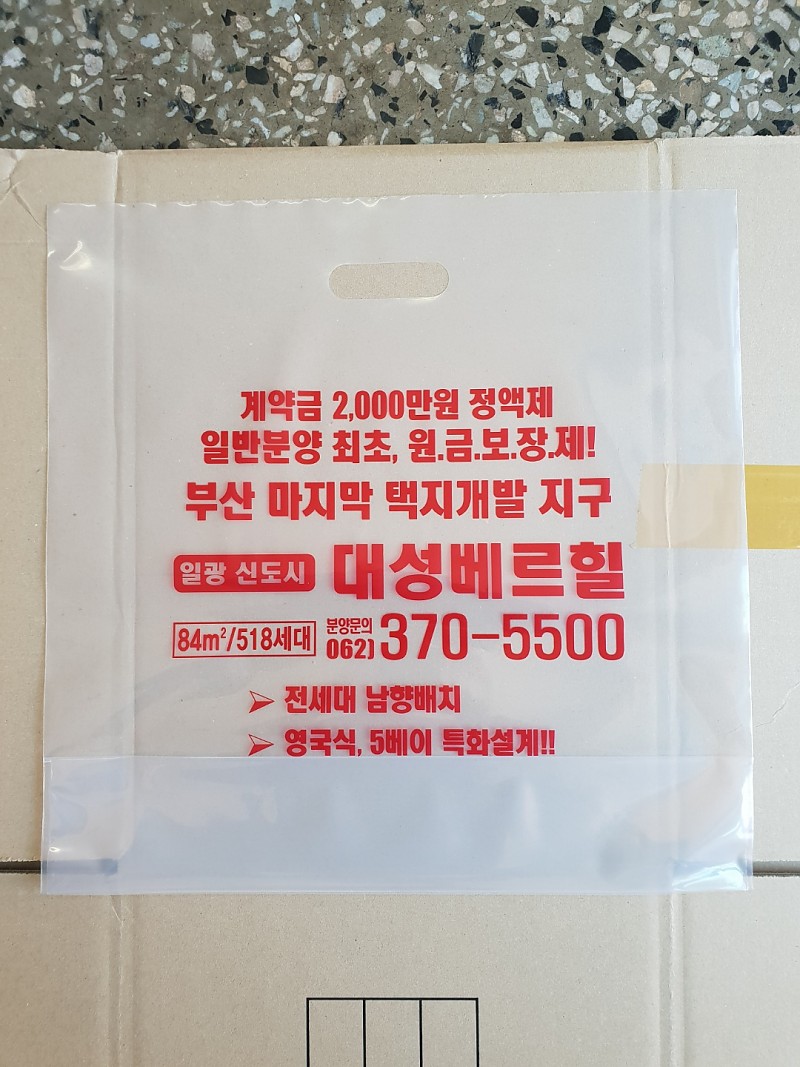 계약금 2,000만원 정액제
일반분양 최초, 원.금.보.장.제!
부산 마지막 택지개발 지구
일광 신도시 대성베르힐
84m²/518세대 분양문의 062) 370-5500
➢ 전세대 남향배치
➢ 영국식, 5베이 특화설계!!